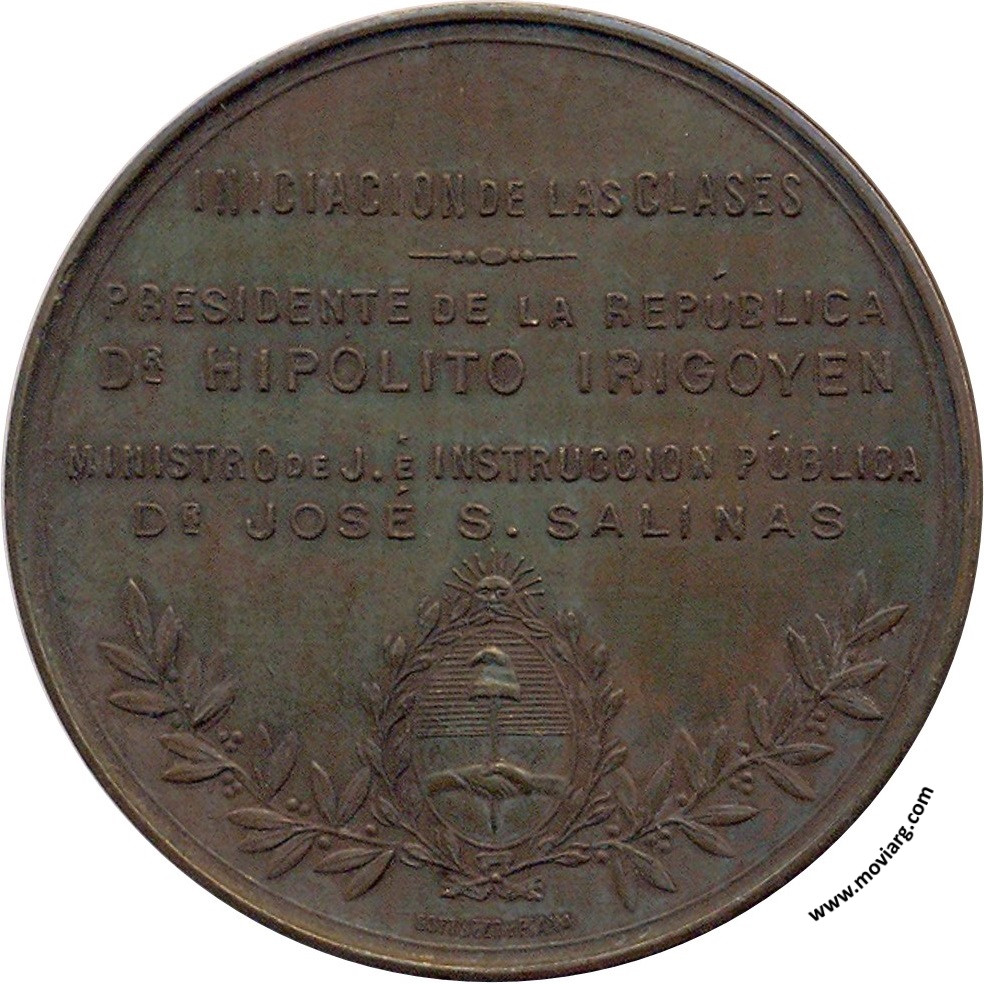 INICIACION DE LAS CLASES
PRESIDENTE DE LA REPÚBLICA
DR HIPÓLITO IRIGOYEN
MINISTRO DE J. É INSTRUCCION PÚBLICA
DR JOSÉ S. SALINAS
www.moviarg.com